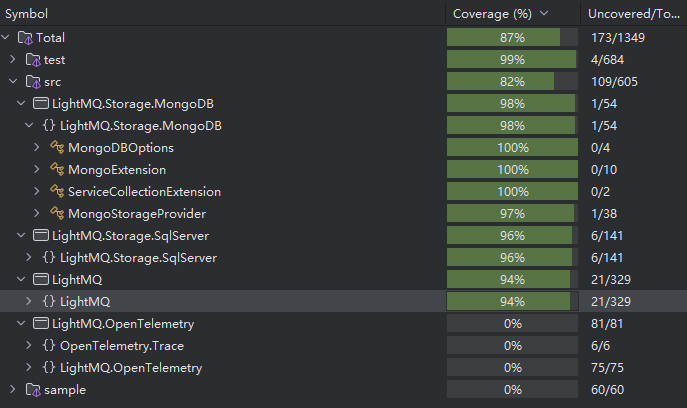 Symbol Coverage (%) Uncovered/To...
Total 87% 173/1349
test 99% 4/684
src 82% 109/605
LightMQ.Storage.MongoDB 98% 1/54
{} LightMQ.Storage.MongoDB 98% 1/54
MongoDBOptions 100% 0/4
MongoExtension 100% 0/10
ServiceCollectionExtension 100% 0/2
MongoStorageProvider 97% 1/38
LightMQ.Storage.SqlServer 96% 6/141
{} LightMQ.Storage.SqlServer 96% 6/141
LightMQ 94% 21/329
{} LightMQ 94% 21/329
LightMQ.OpenTelemetry 0% 81/81
{} OpenTelemetry.Trace 0% 6/6
{} LightMQ.OpenTelemetry 0% 75/75
sample 0% 60/60